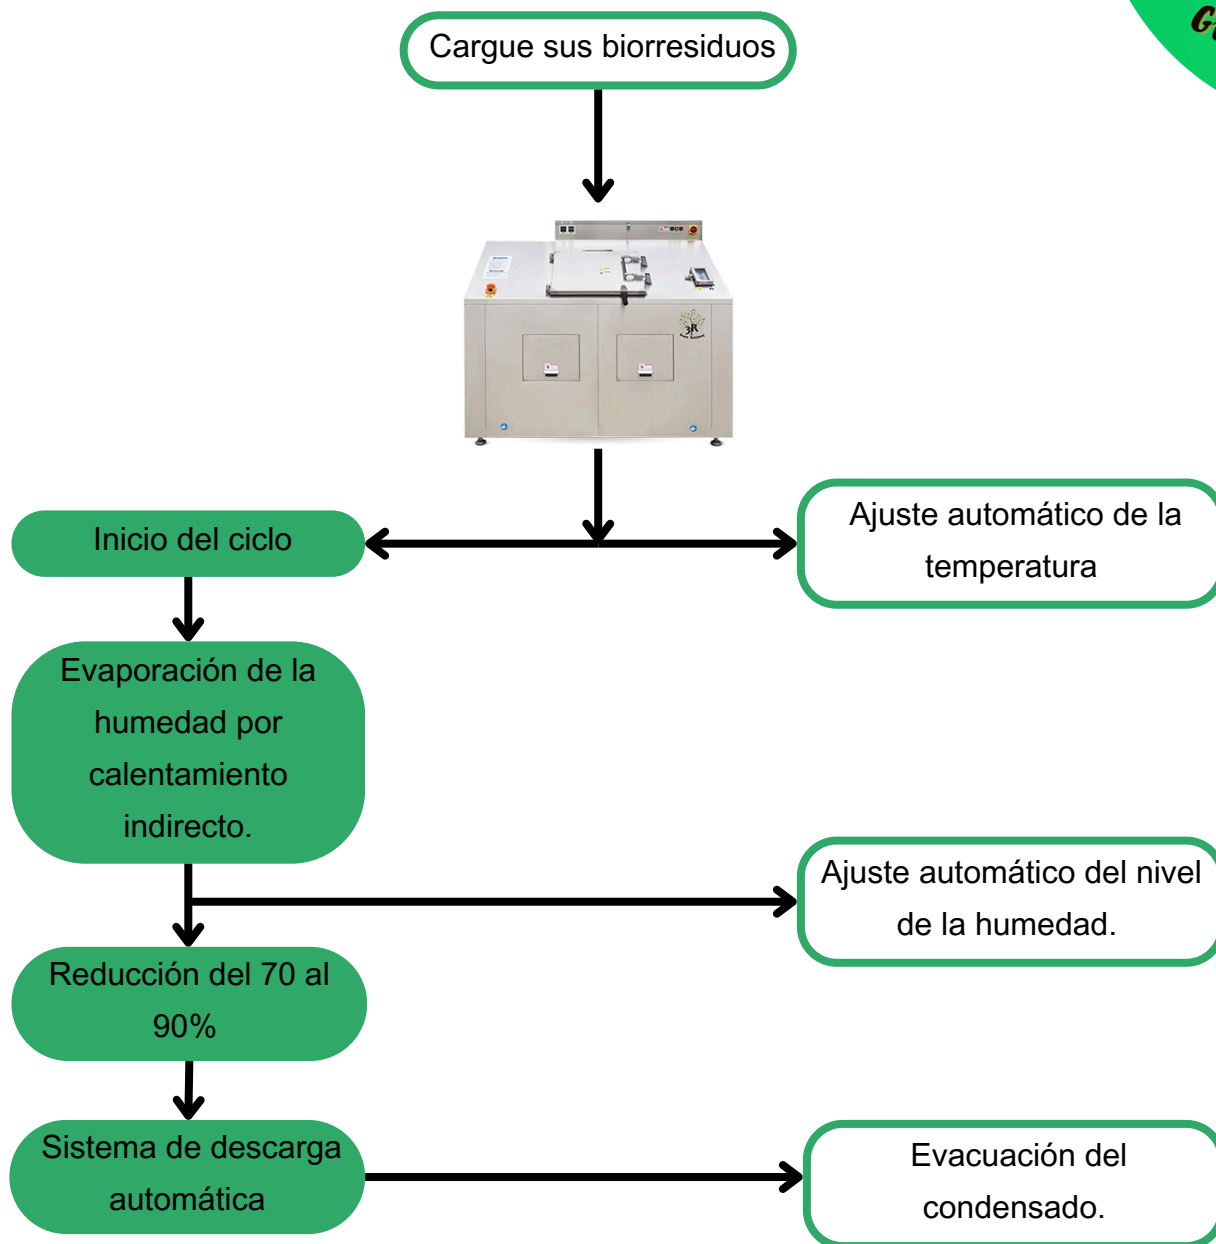 Cargue sus biorresiduos
3R
Inicio del ciclo
Ajuste automático de la
temperatura
Evaporación de la
humedad por
calentamiento
indirecto.
Ajuste automático del nivel
de la humedad.
Reducción del 70 al
90%
Sistema de descarga
automática
Evacuación del
condensado.